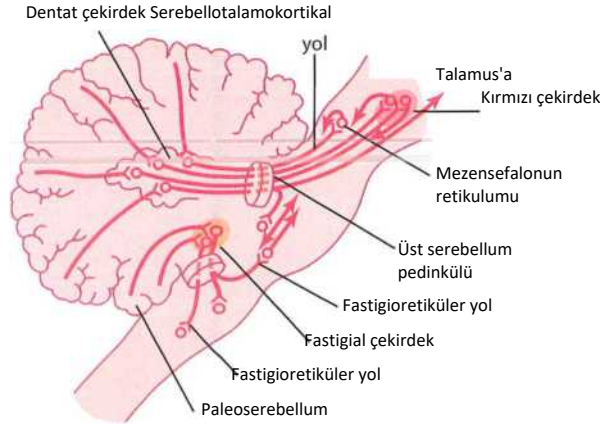 Dentat çekirdek Serebellotalamokortikal
yol
Talamus'a
Kırmızı çekirdek
Mezensefalonun
retikulumu
Üst serebellum
pedinkülü
Fastigioretiküler yol
Fastigial çekirdek
Fastigioretiküler yol
Paleoserebellum